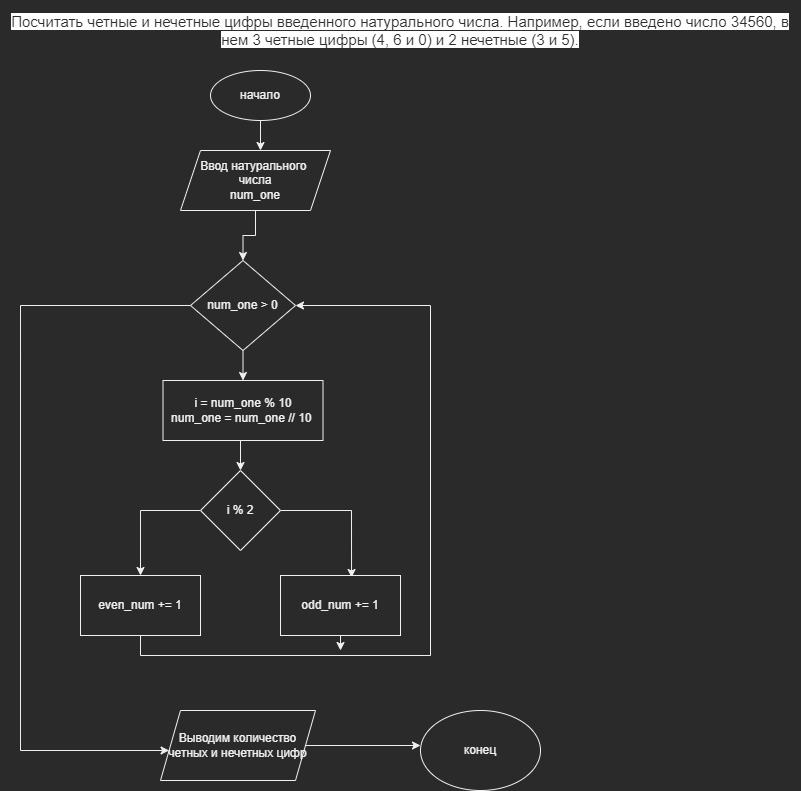 Посчитать четные и нечетные цифры введенного натурального числа. Например, если введено число 34560, в
нем 3 четные цифры (4, 6 и 0) и 2 нечетные (3 и 5).
начало
Ввод натурального
числа
num_one
num_one > 0
i = num_one % 10
num_one = num_one // 10
i % 2
even_num += 1
odd_num += 1
Выводим количество
четных и нечетных цифр
конец